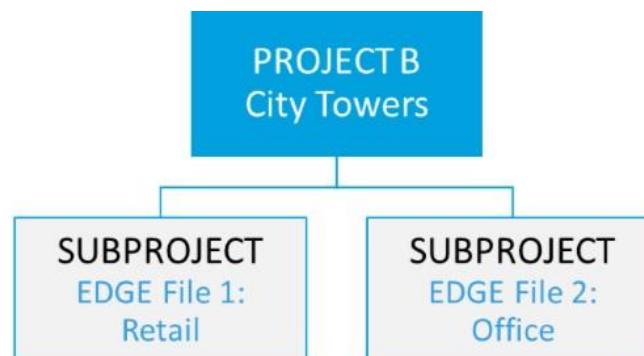 PROJECT B
City Towers
SUBPROJECT
EDGE File 1:
Retail
SUBPROJECT
EDGE File 2:
Office